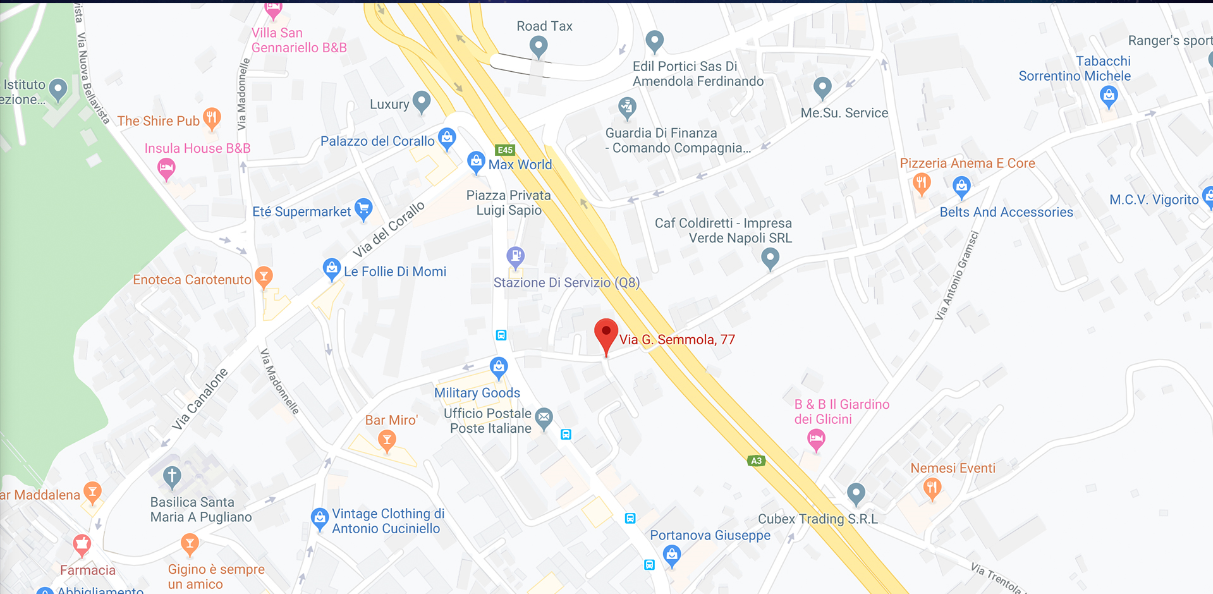 Road Tax
Villa San
Gennariello B&B
Ranger's sport
Edil Portici Sas Di
Amendola Ferdinando
Tabacchi
Sorrentino Michele
Istituto
ezione...
Via Nuova Bellavista
Via Madonnelle
Luxury
Me.Su. Service
The Shire Pub
Guardia Di Finanza
- Comando Compagnia...
Palazzo del Corallo
Insula House B&B
E45
Max World
Pizzeria Anema E Core
Piazza Privata
Luigi Sapio
M.C.V. Vigorito
Eté Supermarket
Belts And Accessories
Via del Corallo
Caf Coldiretti - Impresa
Verde Napoli SRL
Le Follie Di Momi
Enoteca Carotenuto
Stazione Di Servizio (Q8)
Via Antonio Gramsci
Via G. Semmola, 77
Via Madonnelle
Via Canalone
Military Goods
Ufficio Postale
Poste Italiane
Bar Miro'
B & B Il Giardino
dei Glicini
A3
Nemesi Eventi
ar Maddalena
Basilica Santa
Maria A Pugliano
Vintage Clothing di
Antonio Cuciniello
Cubex Trading S.R.L
Portanova Giuseppe
Farmacia
Gigino è sempre
un amico
Via Trentola
Abbigliamento